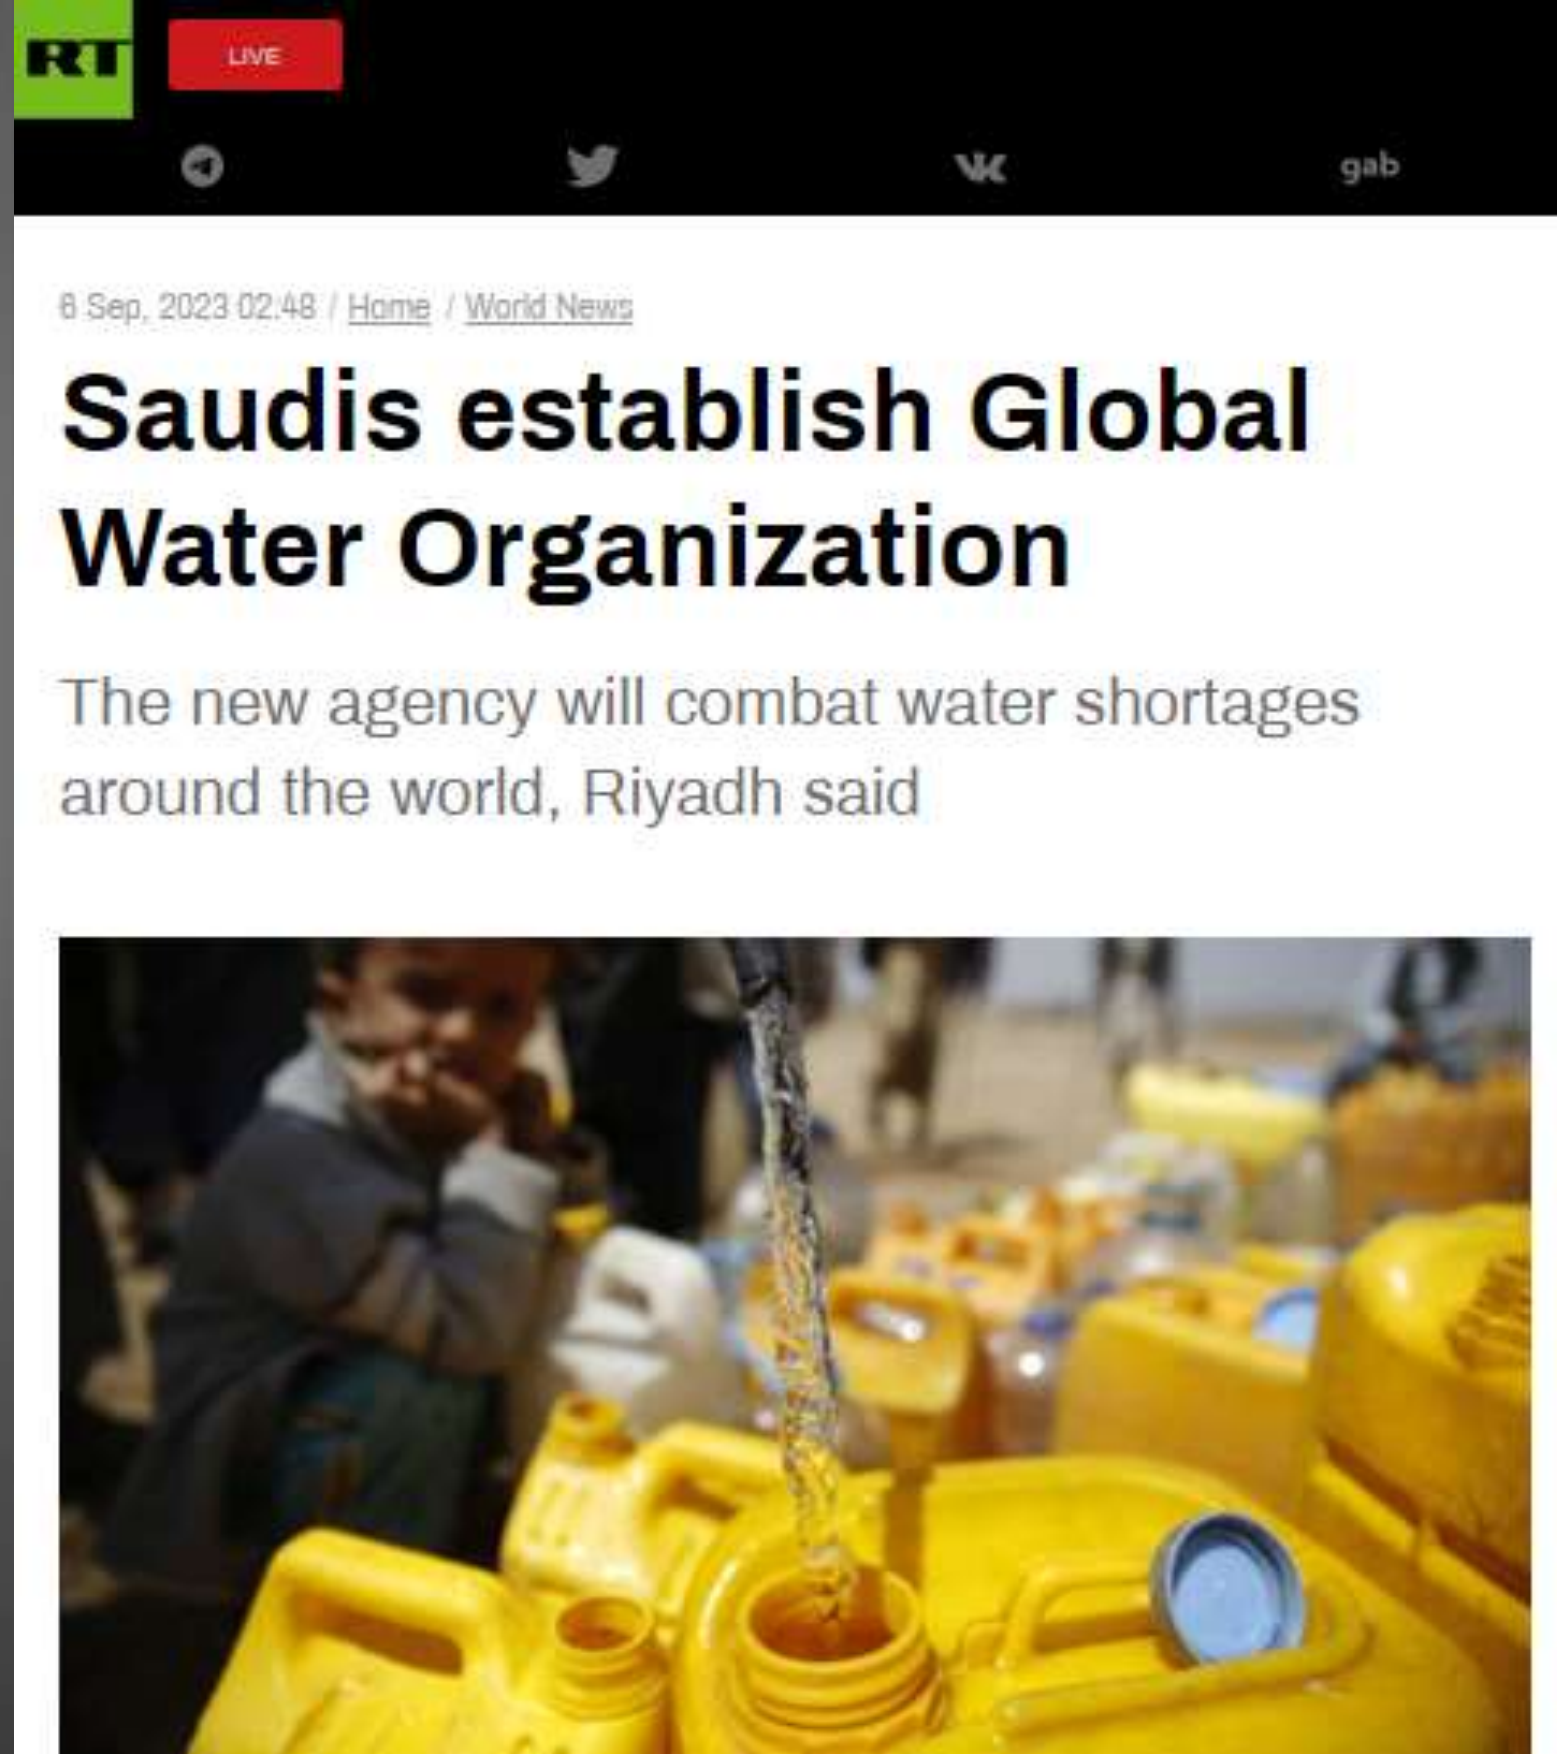 RT
LIVE
gab
6 Sep, 2023 02:48 / Home / World News
Saudis establish Global
Water Organization
The new agency will combat water shortages
around the world, Riyadh said